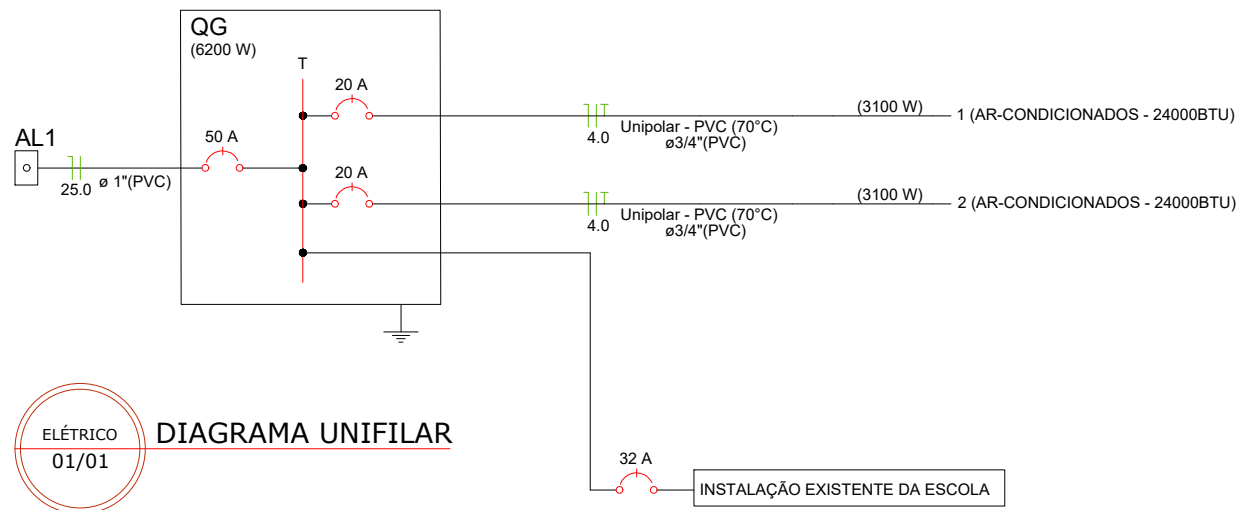 QG
(6200 W)
T
20 A
4.0
Unipolar - PVC (70°C)
ø3/4"(PVC)
(3100 W)
1 (AR-CONDICIONADOS - 24000BTU)
AL1
25.0
ø 1"(PVC)
50 A
20 A
4.0
Unipolar - PVC (70°C)
ø3/4"(PVC)
(3100 W)
2 (AR-CONDICIONADOS - 24000BTU)
ELÉTRICO
01/01
DIAGRAMA UNIFILAR
32 A
INSTALAÇÃO EXISTENTE DA ESCOLA